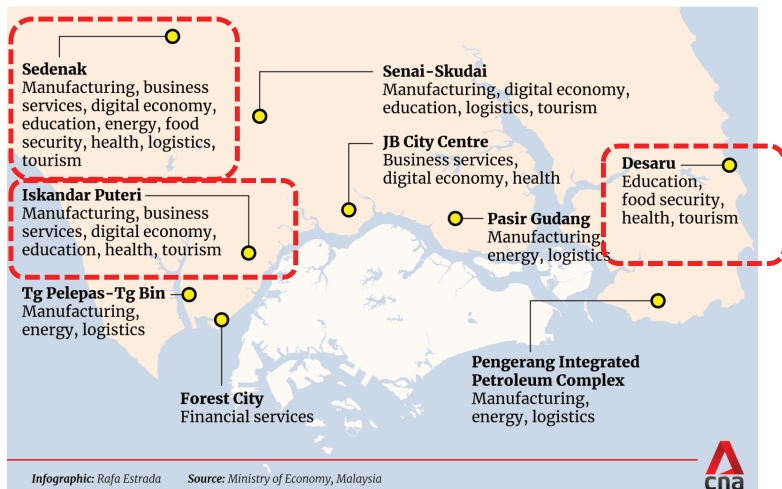 Sedenak
Manufacturing, business
services, digital economy,
education, energy, food
security, health, logistics,
tourism
Senai-Skudai
Manufacturing, digital economy,
education, logistics, tourism
JB City Centre
Business services,
digital economy, health
Desaru
Education,
food security,
health, tourism
Iskandar Puteri
Manufacturing, business
services, digital economy,
education, health, tourism
Pasir Gudang
Manufacturing,
energy, logistics
Tg Pelepas-Tg Bin
Manufacturing,
energy, logistics
Forest City
Financial services
Pengerang Integrated
Petroleum Complex
Manufacturing,
energy, logistics
Infographic: Rafa Estrada Source: Ministry of Economy, Malaysia
cna